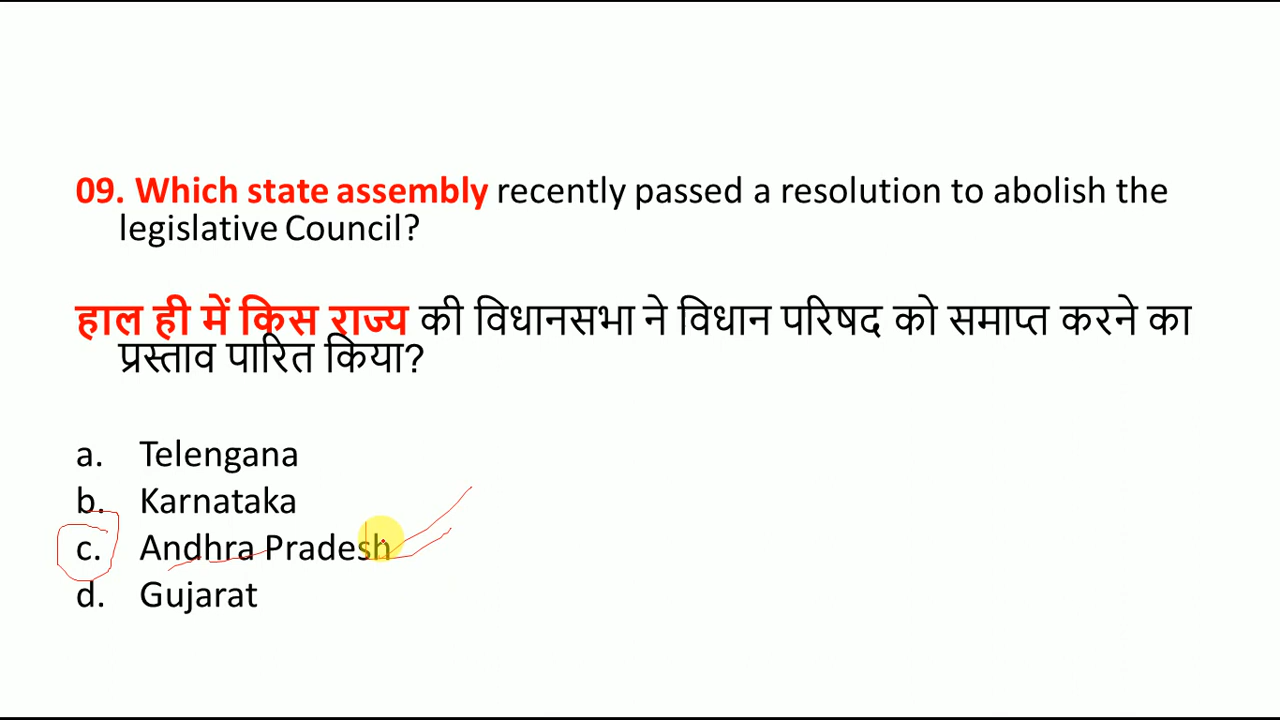 09. Which state assembly recently passed a resolution to abolish the
legislative Council?
हाल ही में किस राज्य की विधानसभा ने विधान परिषद को समाप्त करने का
प्रस्ताव पारित किया?
a. Telengana
b. Karnataka
c. Andhra Pradesh
d. Gujarat